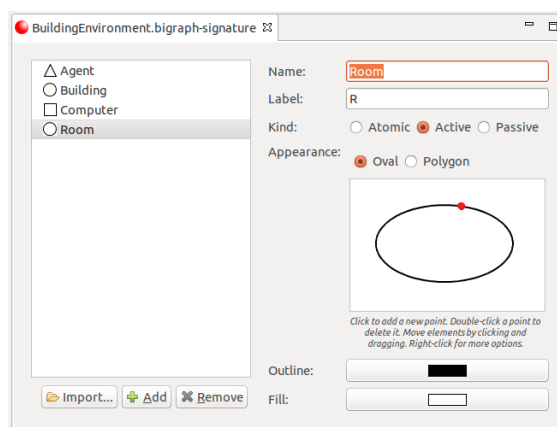 BuildingEnvironment.bigraph-signature
Agent
Building
Computer
Room
Name: Room
Label: R
Kind: Atomic Active Passive
Appearance: Oval Polygon
Click to add a new point. Double-click a point to
delete it. Move elements by clicking and
dragging. Right-click for more options.
Outline:
Fill:
Import... Add Remove